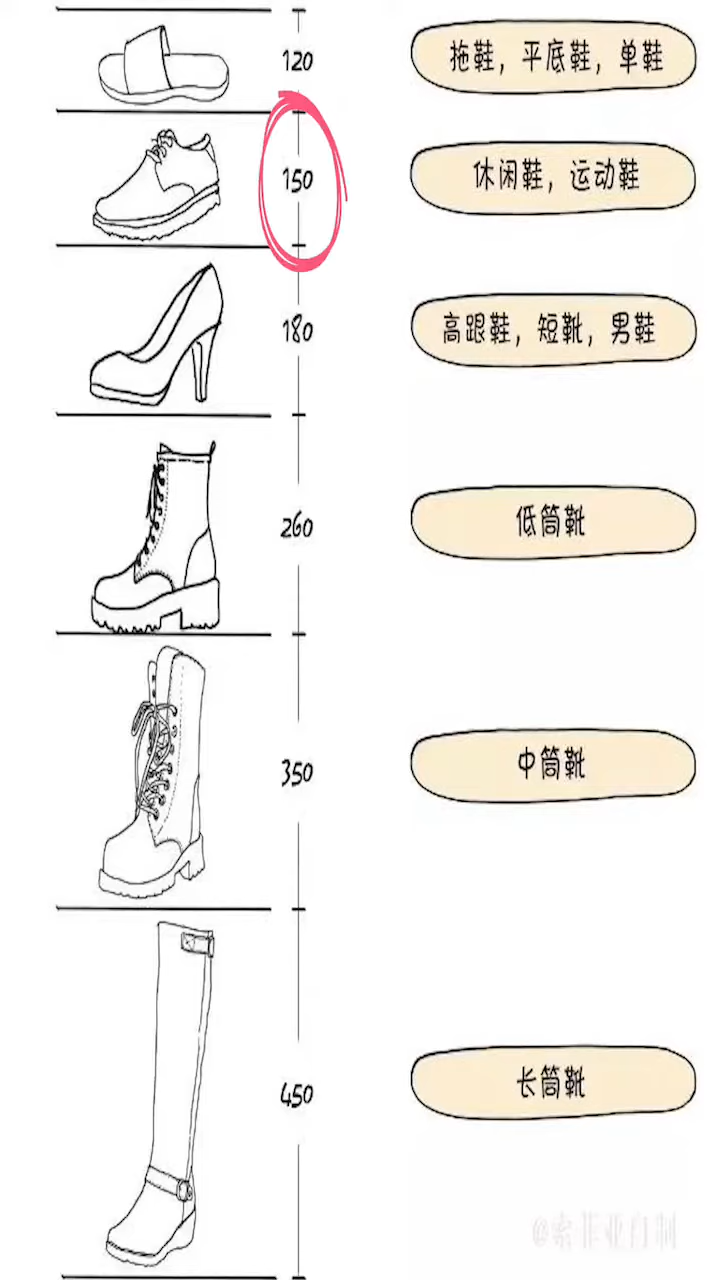 120
拖鞋，平底鞋，单鞋
150
休闲鞋，运动鞋
180
高跟鞋，短靴，男鞋
260
低筒靴
350
中筒靴
450
长筒靴
@索菲亚自制